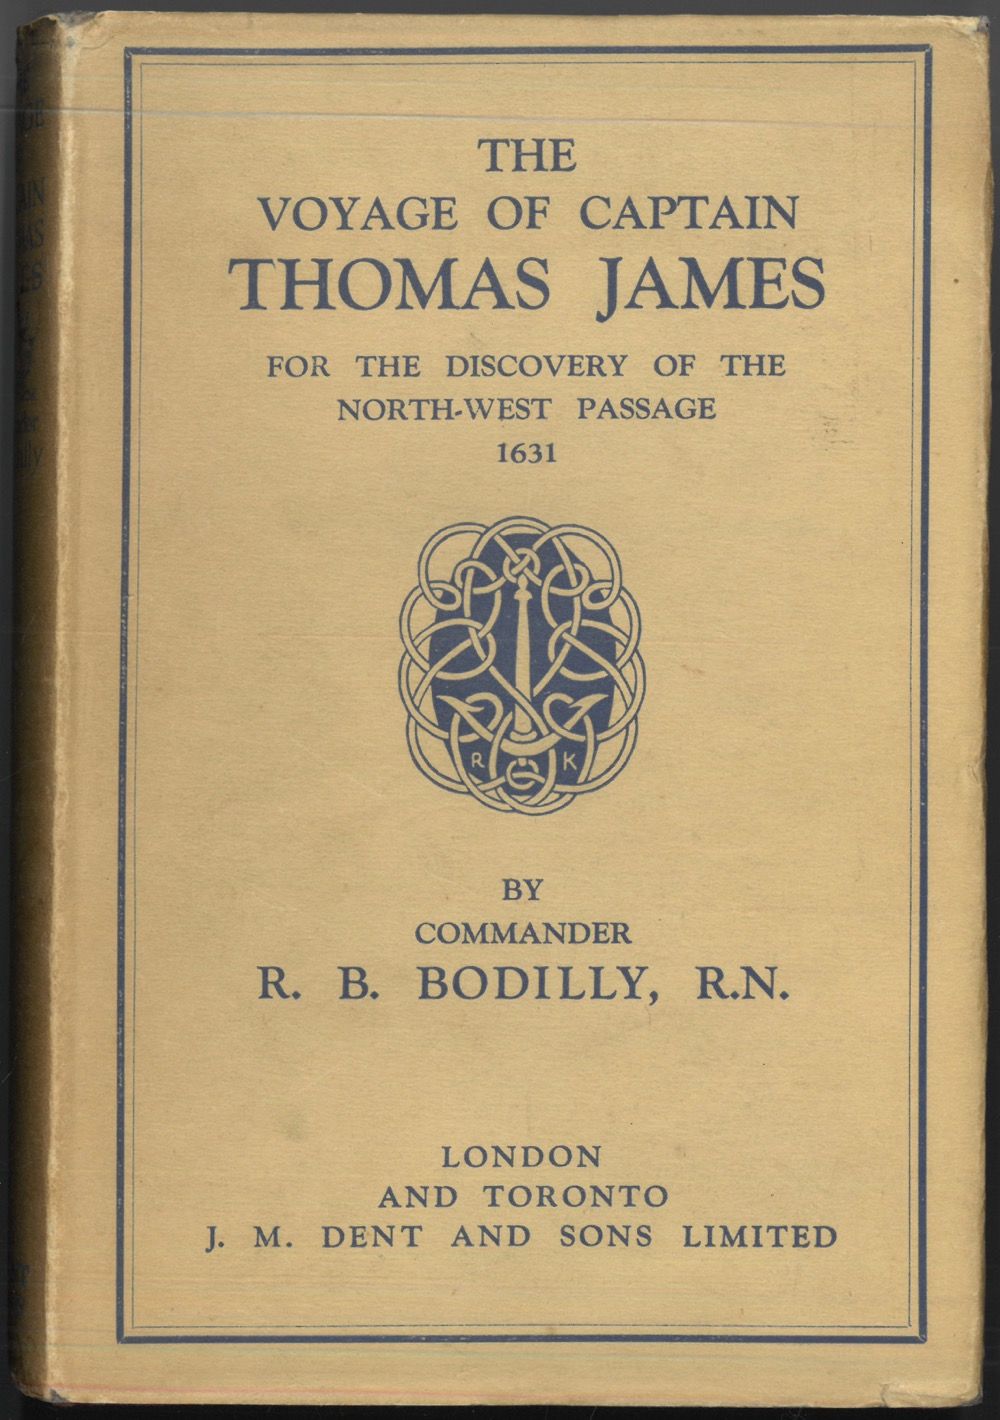 THE
VOYAGE OF CAPTAIN
THOMAS JAMES
FOR THE DISCOVERY OF THE
NORTH-WEST PASSAGE
1631
R K
BY
COMMANDER
R. B. BODILLY, R.N.
LONDON
AND TORONTO
J. M. DENT AND SONS LIMITED